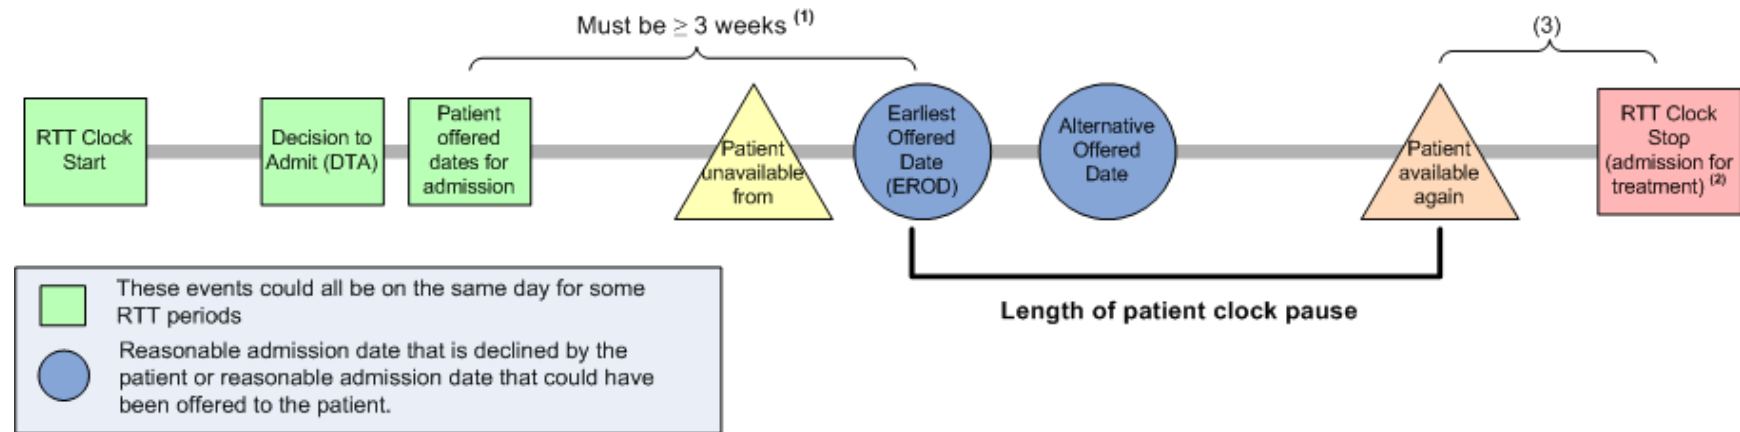 Must be ≥ 3 weeks (1)
(3)
RTT Clock
Start
Decision to
Admit (DTA)
Patient
offered
dates for
admission
Patient
unavailable
from
Earliest
Offered
Date
(EROD)
Alternative
Offered
Date
Patient
available
again
RTT Clock
Stop
(admission for
treatment) (2)
Length of patient clock pause
These events could all be on the same day for some
RTT periods
Reasonable admission date that is declined by the
patient or reasonable admission date that could have
been offered to the patient.